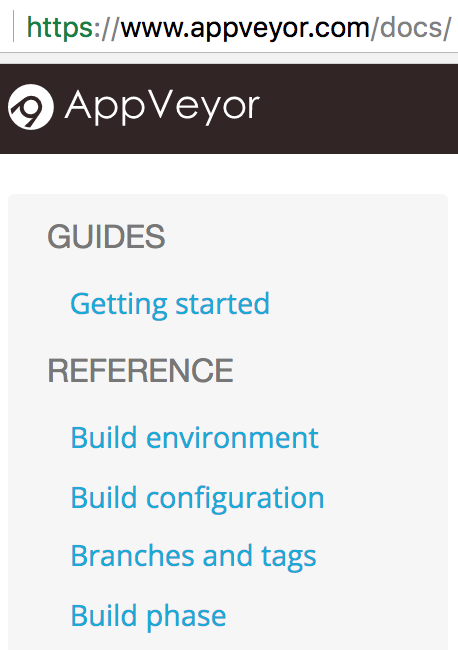 https://www.appveyor.com/docs/
AppVeyor
GUIDES
Getting started
REFERENCE
Build environment
Build configuration
Branches and tags
Build phase